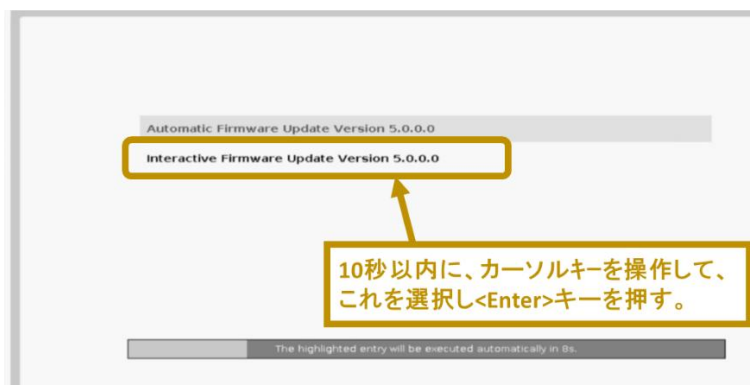 Automatic Firmware Update Version 5.0.0.0
Interactive Firmware Update Version 5.0.0.0
10秒以内に、カーソルキーを操作して、
これを選択し<Enter>キーを押す。
The highlighted entry will be executed automatically in 8s.